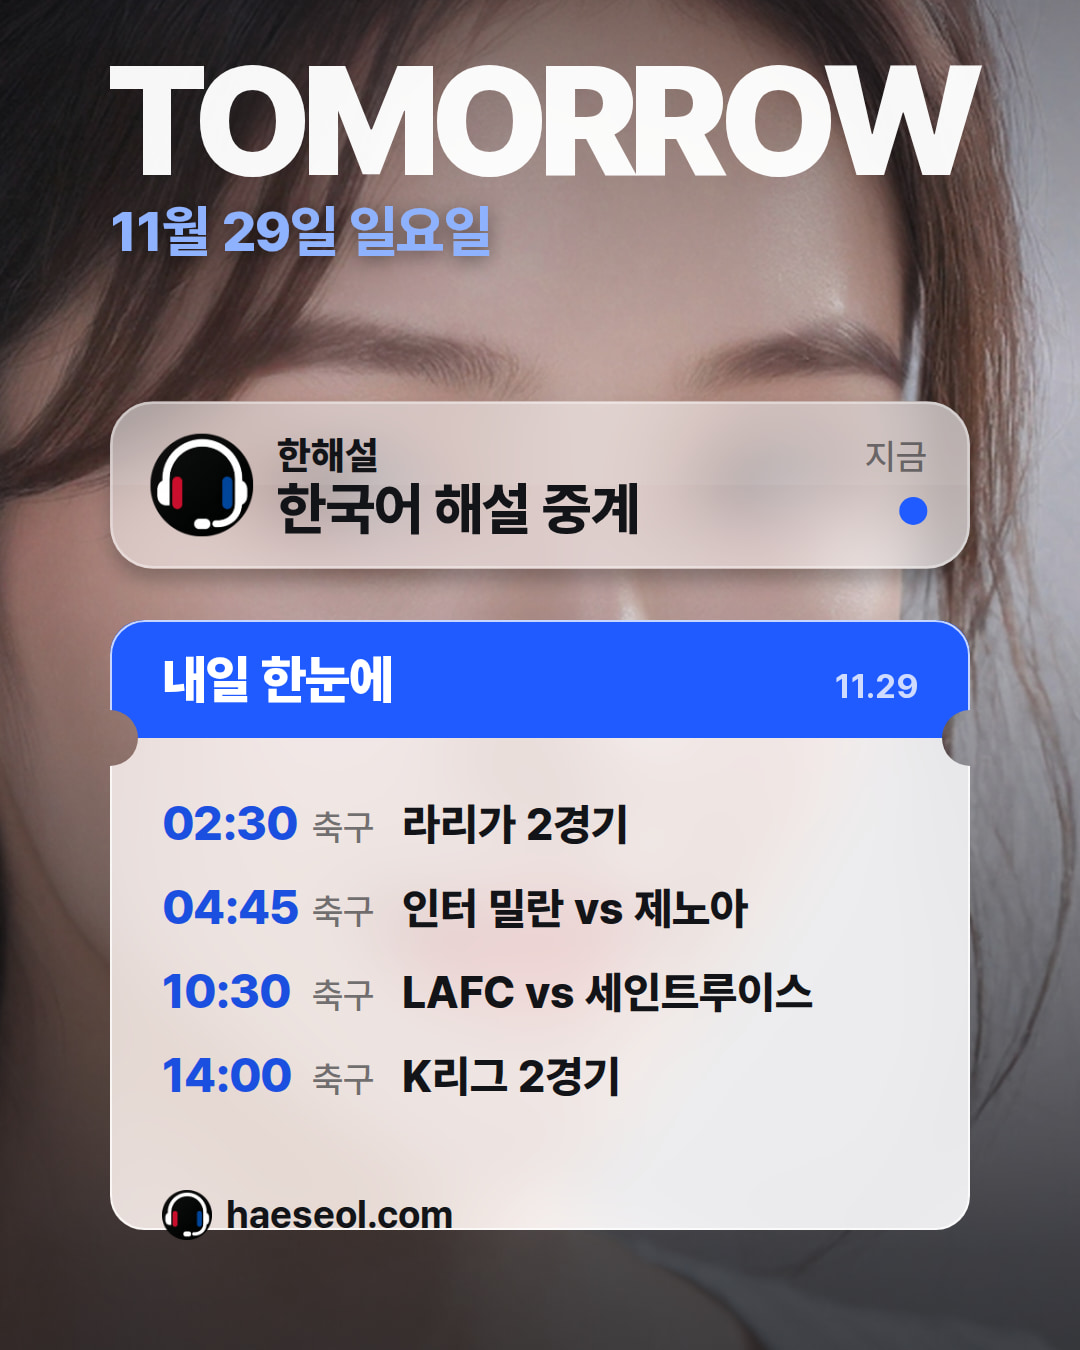 TOMORROW
11월 29일 일요일
한해설
지금
한국어 해설 중계
내일 한눈에
11.29
02:30 축구 라리가 2경기
04:45 축구 인터 밀란 vs 제노아
10:30 축구 LAFC vs 세인트루이스
14:00 축구 K리그 2경기
haeseol.com